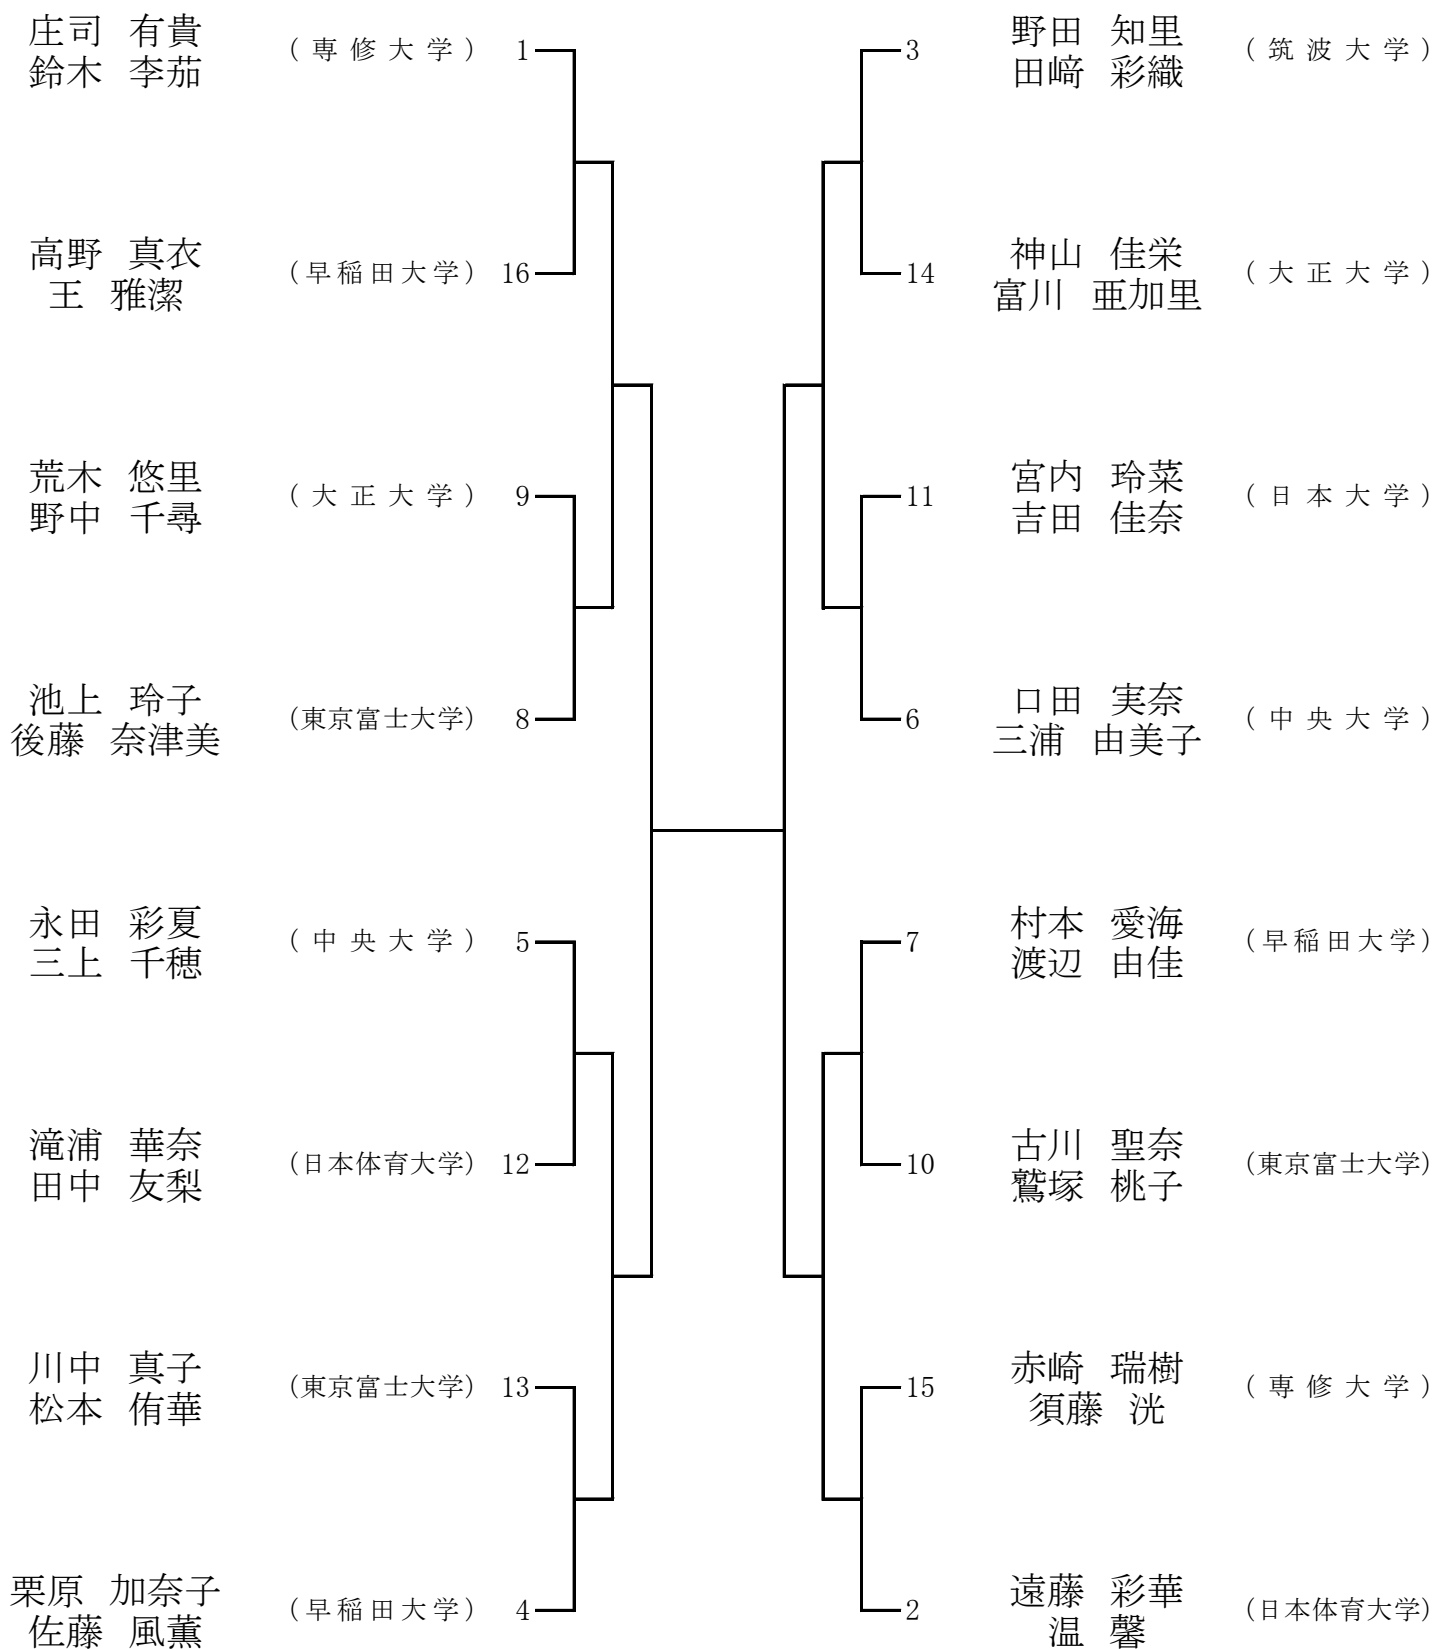 庄司 有貴
鈴木 李茄
(専修大学) 1
高野 真衣
王 雅潔
(早稲田大学) 16
荒木 悠里
野中 千尋
(大正大学) 9
池上 玲子
後藤 奈津美
(東京富士大学) 8
永田 彩夏
三上 千穂
(中央大学) 5
滝浦 華奈
田中 友梨
(日本体育大学) 12
川中 真子
松本 侑華
(東京富士大学) 13
栗原 加奈子
佐藤 風薫
(早稲田大学) 4
3 野田 知里
田﨑 彩織
(筑波大学)
14 神山 佳栄
富川 亜加里
(大正大学)
11 宮内 玲菜
吉田 佳奈
(日本大学)
6 口田 実奈
三浦 由美子
(中央大学)
7 村本 愛海
渡辺 由佳
(早稲田大学)
10 古川 聖奈
鷲塚 桃子
(東京富士大学)
15 赤崎 瑞樹
須藤 洸
(専修大学)
2 遠藤 彩華
温 馨
(日本体育大学)